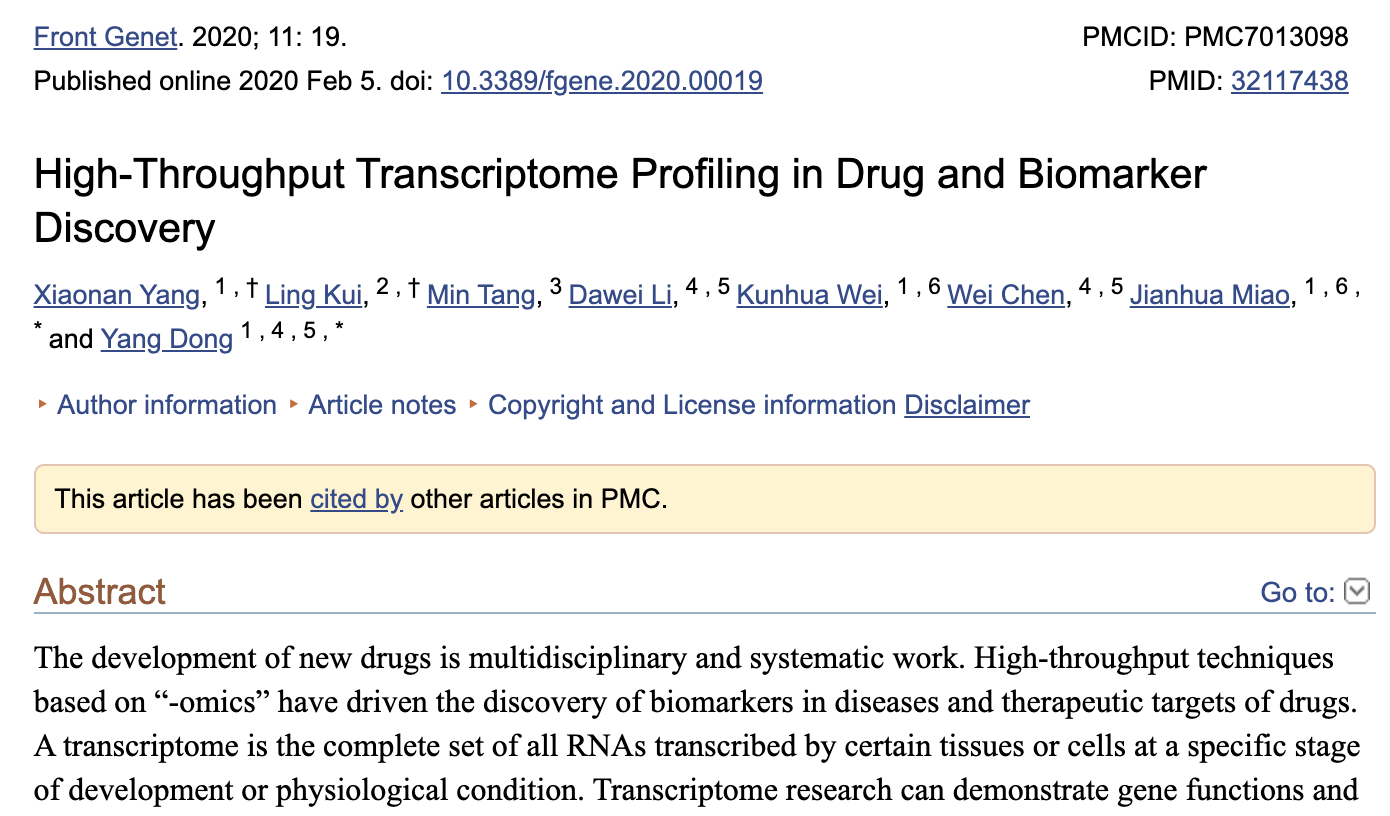 Front Genet. 2020; 11: 19.
PMCID: PMC7013098
Published online 2020 Feb 5. doi: 10.3389/fgene.2020.00019
PMID: 32117438
High-Throughput Transcriptome Profiling in Drug and Biomarker
Discovery
Xiaonan Yang, 1 , † Ling Kui, 2 , † Min Tang, 3 Dawei Li, 4 , 5 Kunhua Wei, 1 , 6 Wei Chen, 4 , 5 Jianhua Miao, 1 , 6 ,
* and Yang Dong 1 , 4 , 5 , *
‣ Author information ‣ Article notes ‣ Copyright and License information Disclaimer
This article has been cited by other articles in PMC.
Abstract
Go to:
The development of new drugs is multidisciplinary and systematic work. High-throughput techniques
based on “-omics” have driven the discovery of biomarkers in diseases and therapeutic targets of drugs.
A transcriptome is the complete set of all RNAs transcribed by certain tissues or cells at a specific stage
of development or physiological condition. Transcriptome research can demonstrate gene functions and